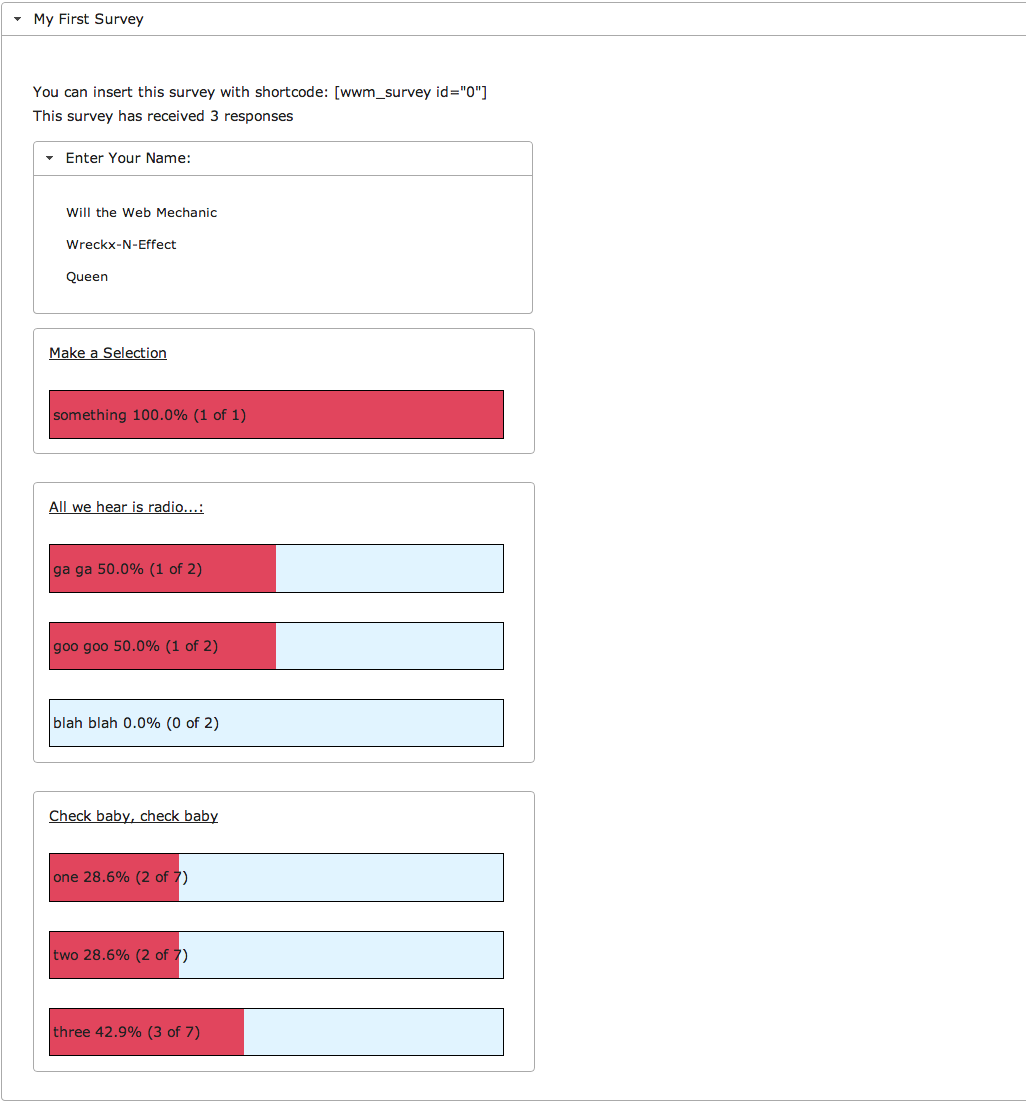 My First Survey
You can insert this survey with shortcode: [wwm_survey id="0"]
This survey has received 3 responses
Enter Your Name:
Will the Web Mechanic
Wreckx-N-Effect
Queen
Make a Selection
something 100.0% (1 of 1)
All we hear is radio...:
ga ga 50.0% (1 of 2)
goo goo 50.0% (1 of 2)
blah blah 0.0% (0 of 2)
Check baby, check baby
one 28.6% (2 of 7)
two 28.6% (2 of 7)
three 42.9% (3 of 7)